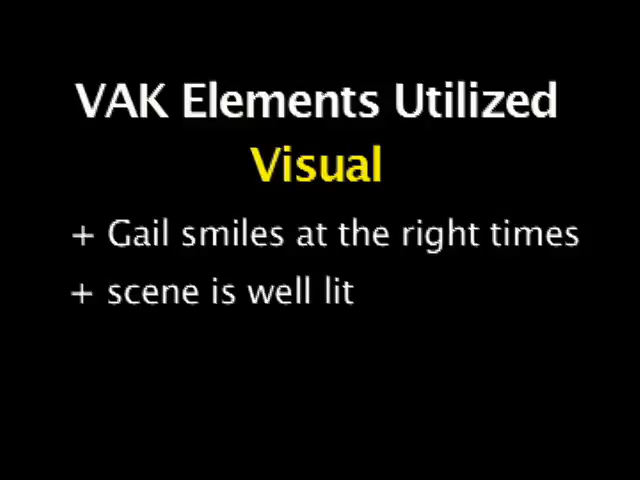 VAK Elements Utilized
Visual
+ Gail smiles at the right times
+ scene is well lit